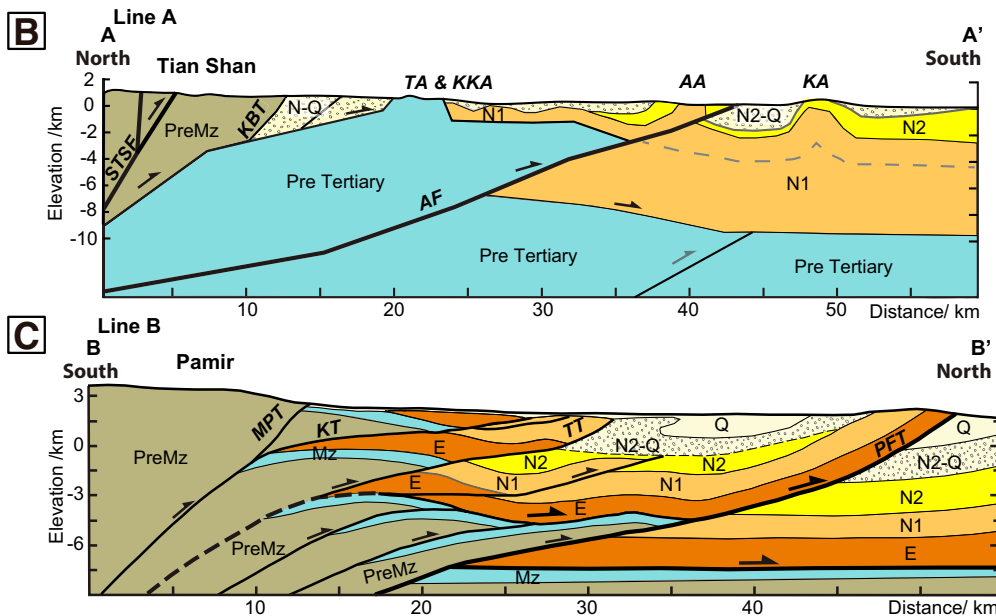 B
Line A
A
North
A'
South
Tian Shan
TA & KKA
AA
KA
Elevation /km
2
0
-2
-4
-6
-8
-10
STSF
PreMz
KBT
N-Q
N1
N2-Q
N2
N1
Pre Tertiary
AF
Pre Tertiary
Pre Tertiary
10
20
30
40
50
Distance/ km
C
Line B
B
South
B'
North
Pamir
Elevation/km
3
0
-3
-6
MPT
KT
TT
PFT
PreMz
Mz
E
N2
N2-Q
Q
Q
N2-Q
N2
E
N1
N1
N2
E
N1
PreMz
PreMz
E
Mz
10
20
30
40
50
Distance/ km